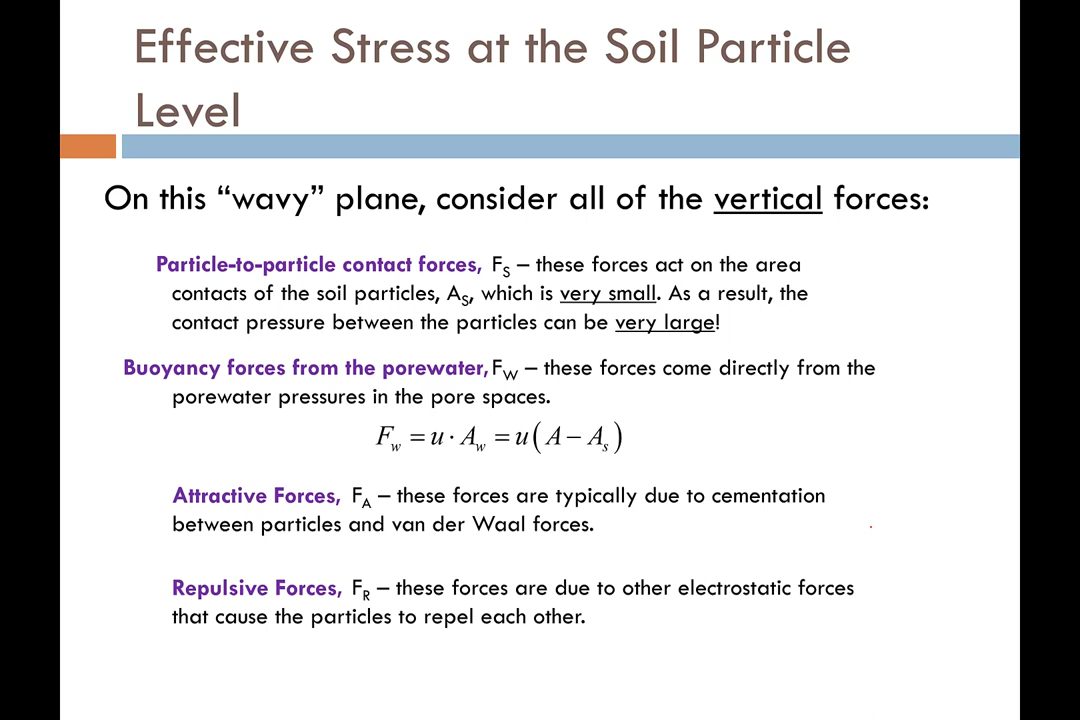 Effective Stress at the Soil Particle
Level
On this “wavy” plane, consider all of the vertical forces:
Particle-to-particle contact forces, FS – these forces act on the area
contacts of the soil particles, AS, which is very small. As a result, the
contact pressure between the particles can be very large!
Buoyancy forces from the porewater, FW – these forces come directly from the
porewater pressures in the pore spaces.
Fw = u · Aw = u(A − As)
Attractive Forces, FA – these forces are typically due to cementation
between particles and van der Waal forces.
Repulsive Forces, FR – these forces are due to other electrostatic forces
that cause the particles to repel each other.